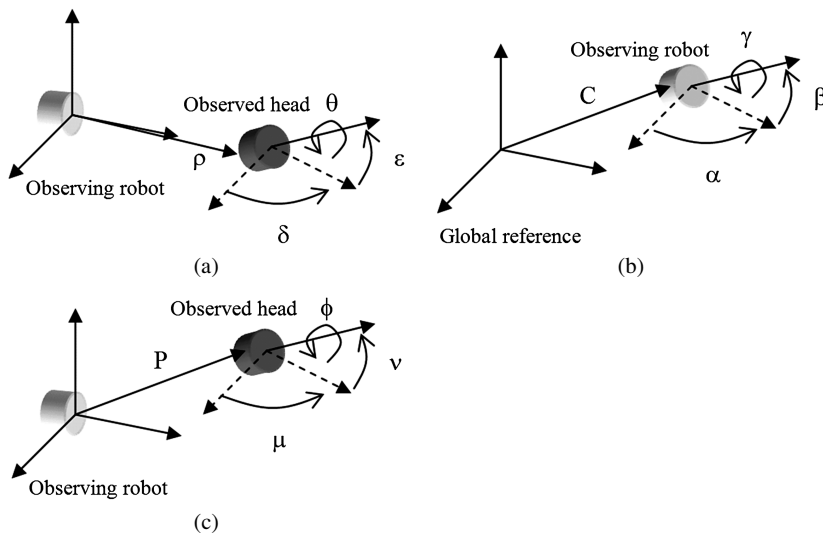 Observed head
θ
ρ
ε
Observing robot
δ
(a)
Observing robot
γ
C
β
α
Global reference
(b)
Observed head
ϕ
P
ν
μ
Observing robot
(c)